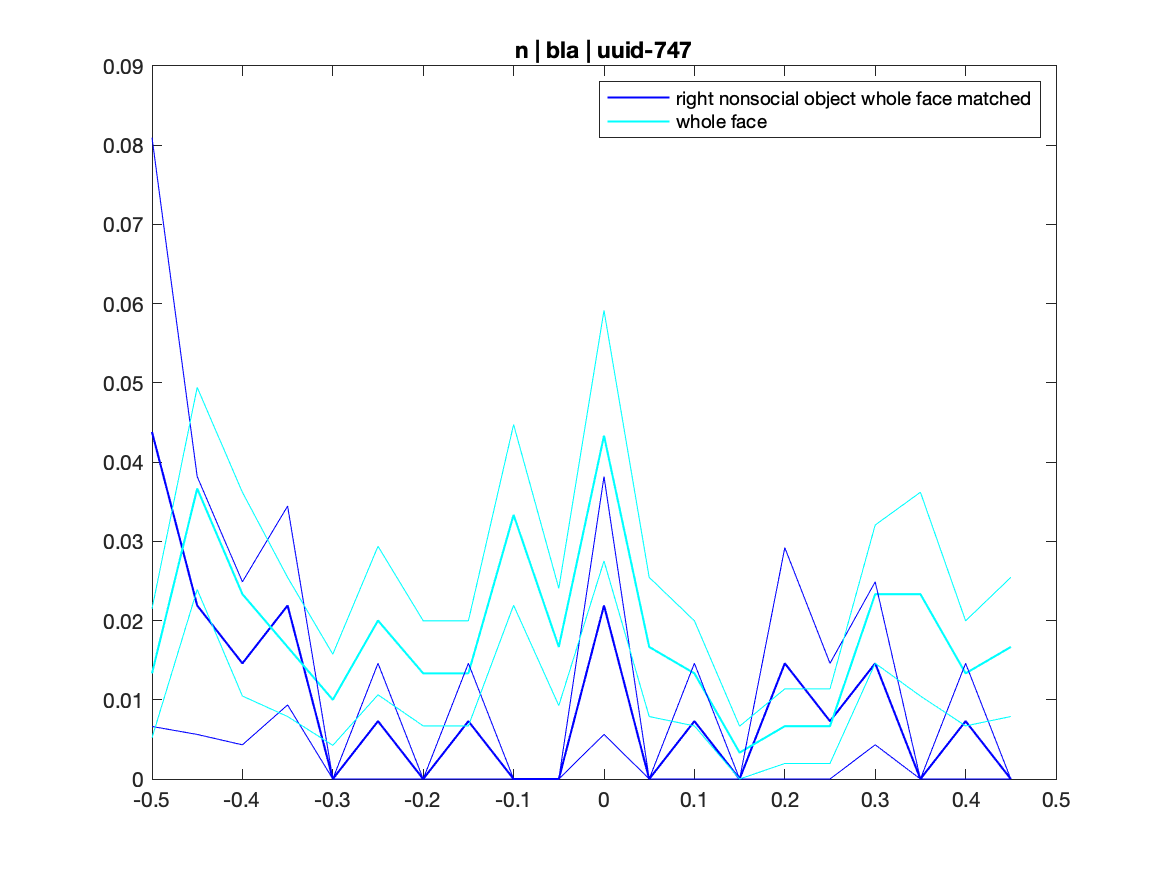 n | bla | uuid-747
right nonsocial object whole face matched
whole face
0.09
0.08
0.07
0.06
0.05
0.04
0.03
0.02
0.01
0
-0.5 -0.4 -0.3 -0.2 -0.1 0 0.1 0.2 0.3 0.4 0.5